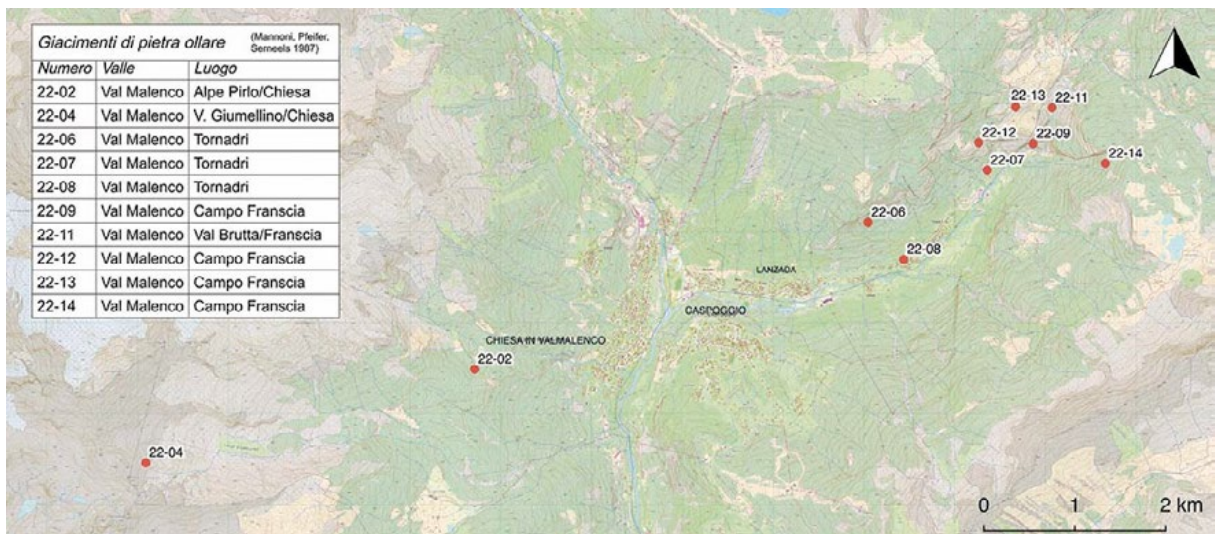 Giacimenti di pietra ollare (Mannoni, Pfeifer, Serneels 1987)
Numero Valle Luogo
22-02 Val Malenco Alpe Pirlo/Chiesa
22-04 Val Malenco V. Giumellino/Chiesa
22-06 Val Malenco Tornadri
22-07 Val Malenco Tornadri
22-08 Val Malenco Tornadri
22-09 Val Malenco Campo Franscia
22-11 Val Malenco Val Brutta/Franscia
22-12 Val Malenco Campo Franscia
22-13 Val Malenco Campo Franscia
22-14 Val Malenco Campo Franscia
22-13
22-11
22-12
22-09
22-07
22-14
22-06
22-08
LANZADA
CASPOGGIO
CHIESA IN VALMALENCO
22-02
22-04
0 1 2 km